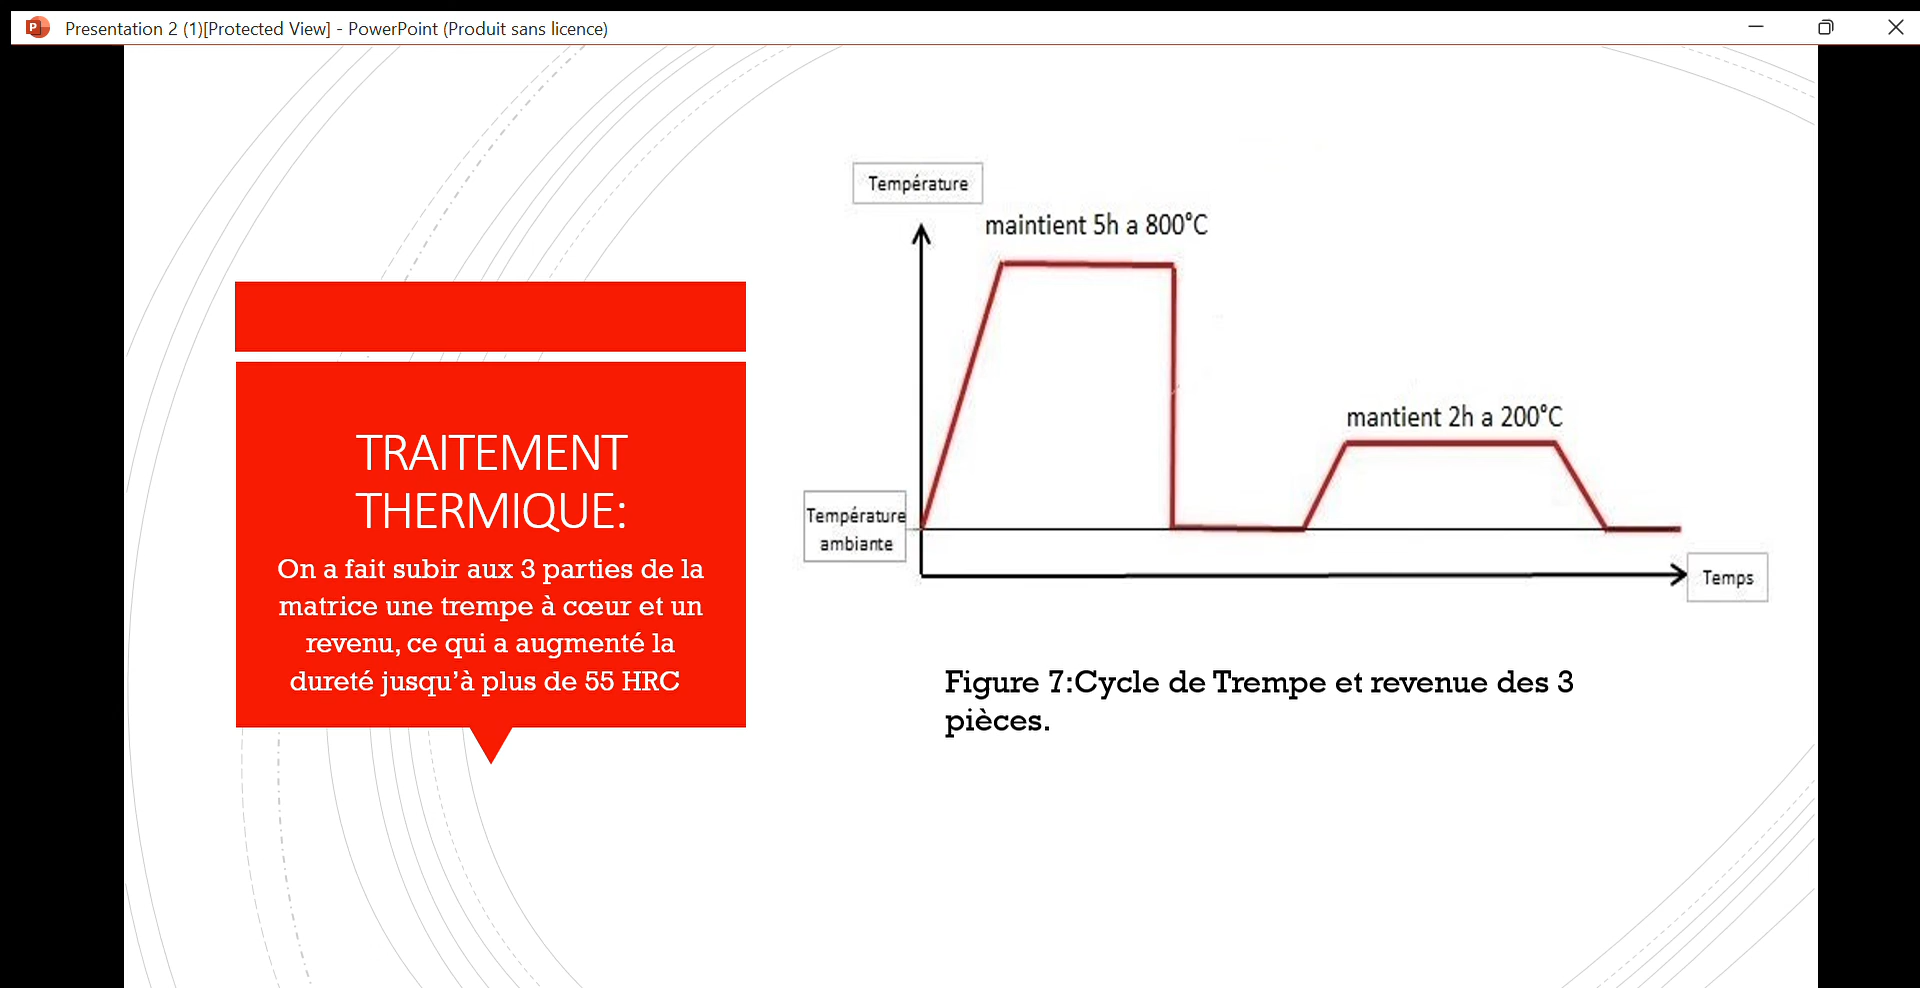 Presentation 2 (1)[Protected View] - PowerPoint (Produit sans licence)
TRAITEMENT
THERMIQUE:
On a fait subir aux 3 parties de la
matrice une trempe à cœur et un
revenu, ce qui a augmenté la
dureté jusqu'à plus de 55 HRC
Température
maintient 5h a 800°C
mantient 2h a 200°C
Température
ambiante
Temps
Figure 7:Cycle de Trempe et revenue des 3
pièces.